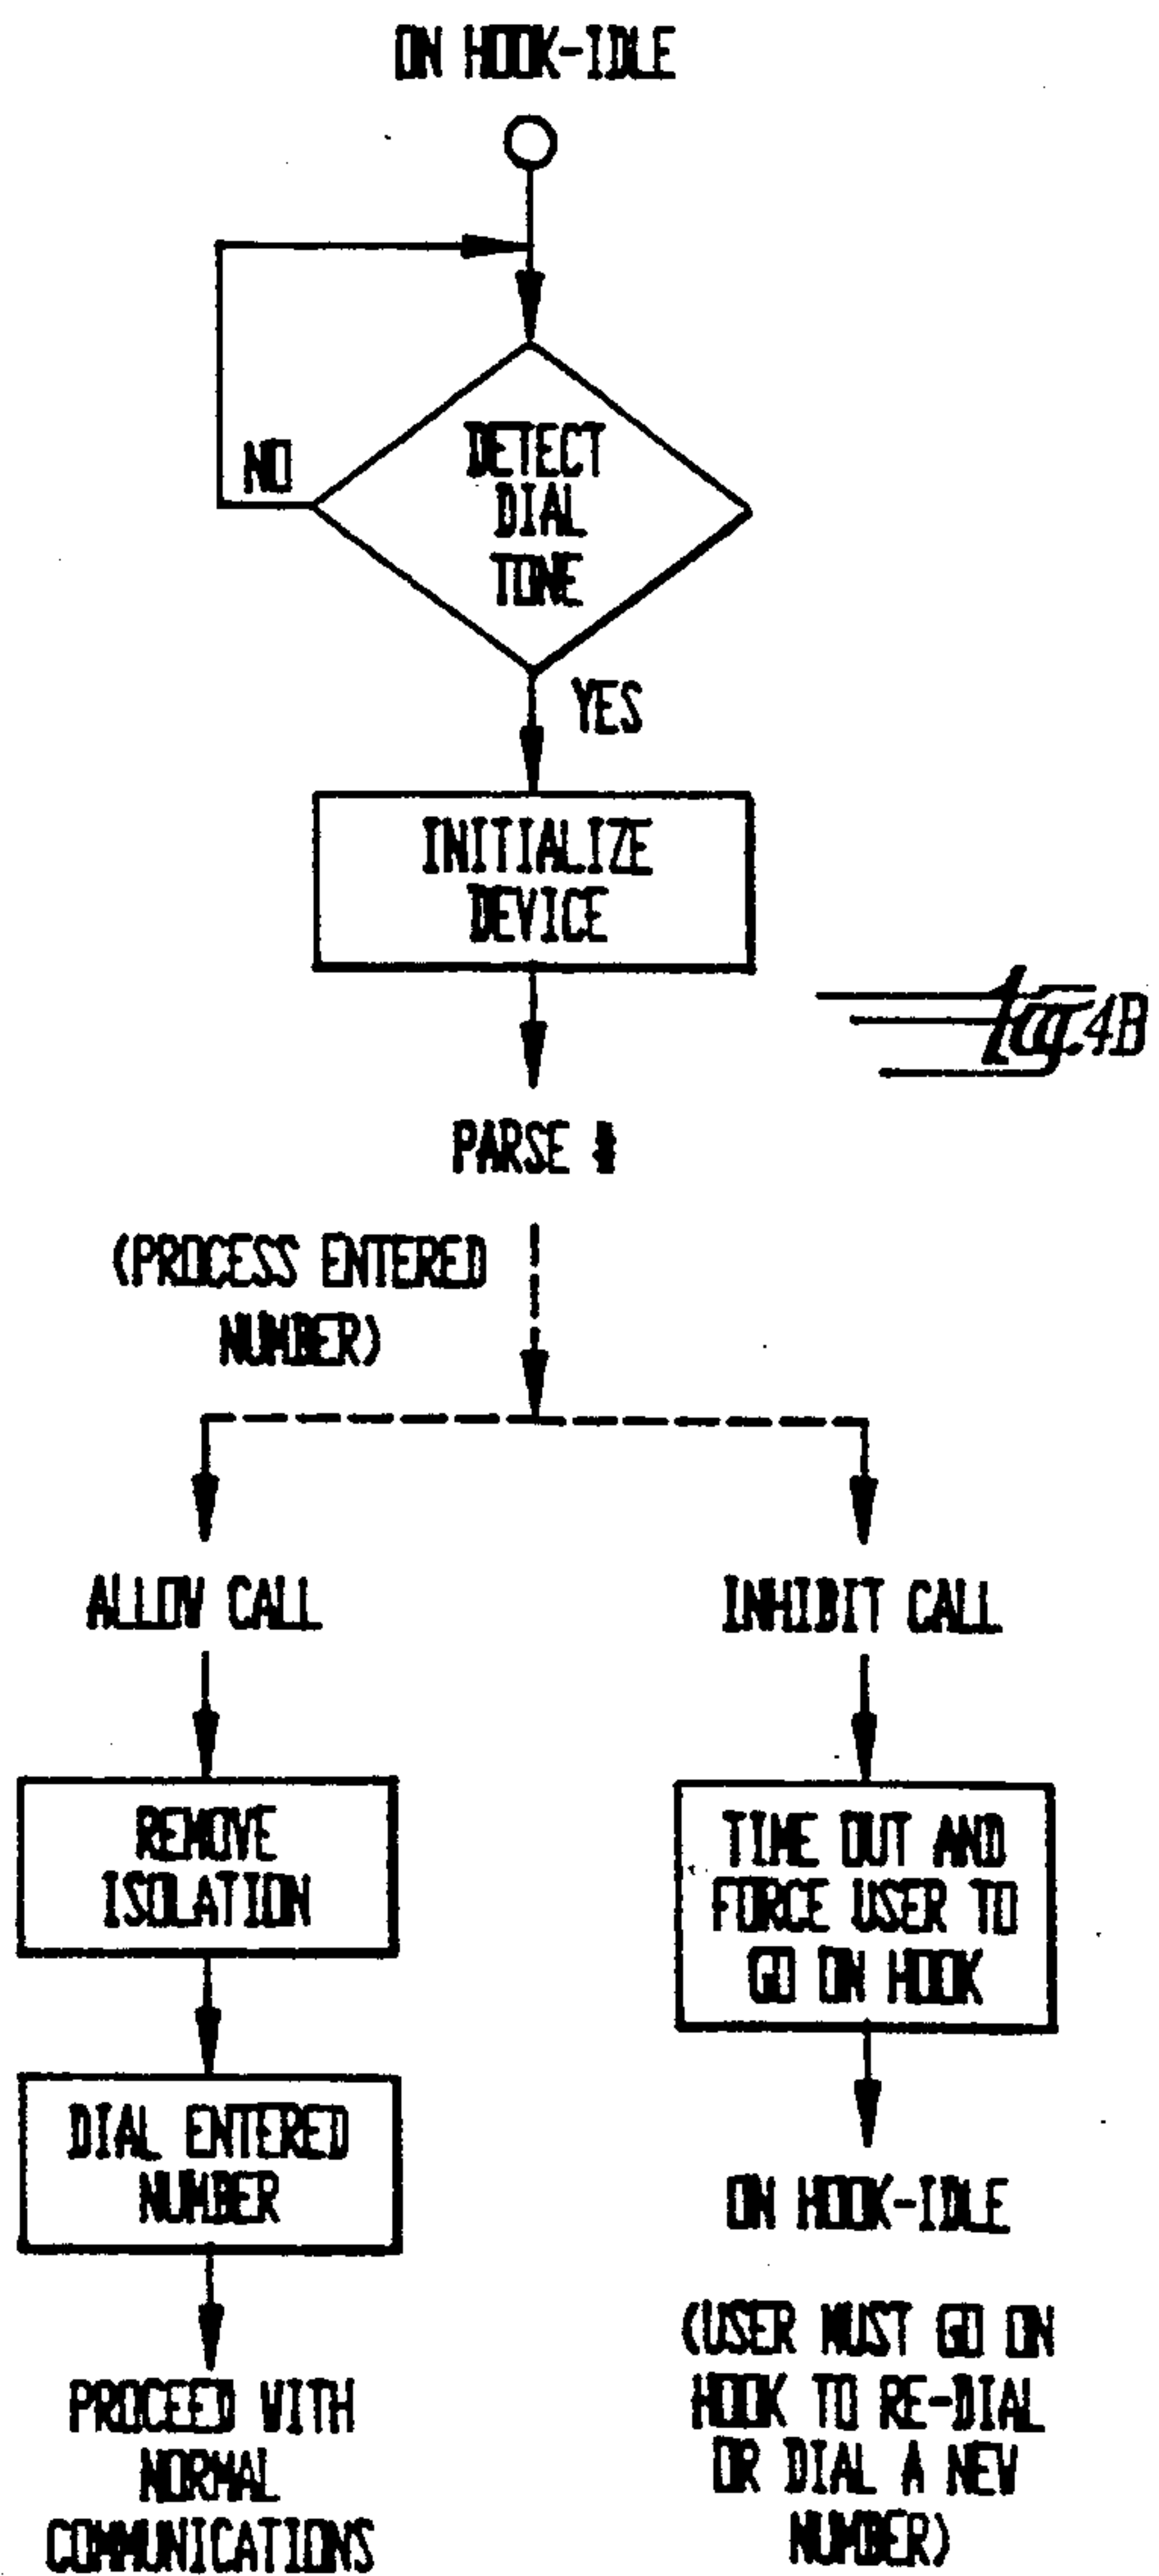 ON HOOK-IDLE
DETECT
DIAL
TONE
NO
YES
INITIALIZE
DEVICE
Fig. 4B
PARSE #
(PROCESS ENTERED
NUMBER)
ALLOW CALL
REMOVE
ISOLATION
DIAL ENTERED
NUMBER
PROCEED WITH
NORMAL
COMMUNICATIONS
INHIBIT CALL
TIME OUT AND
FORCE USER TO
GO ON HOOK
ON HOOK-IDLE
(USER MUST GO ON
HOOK TO RE-DIAL
OR DIAL A NEW
NUMBER)